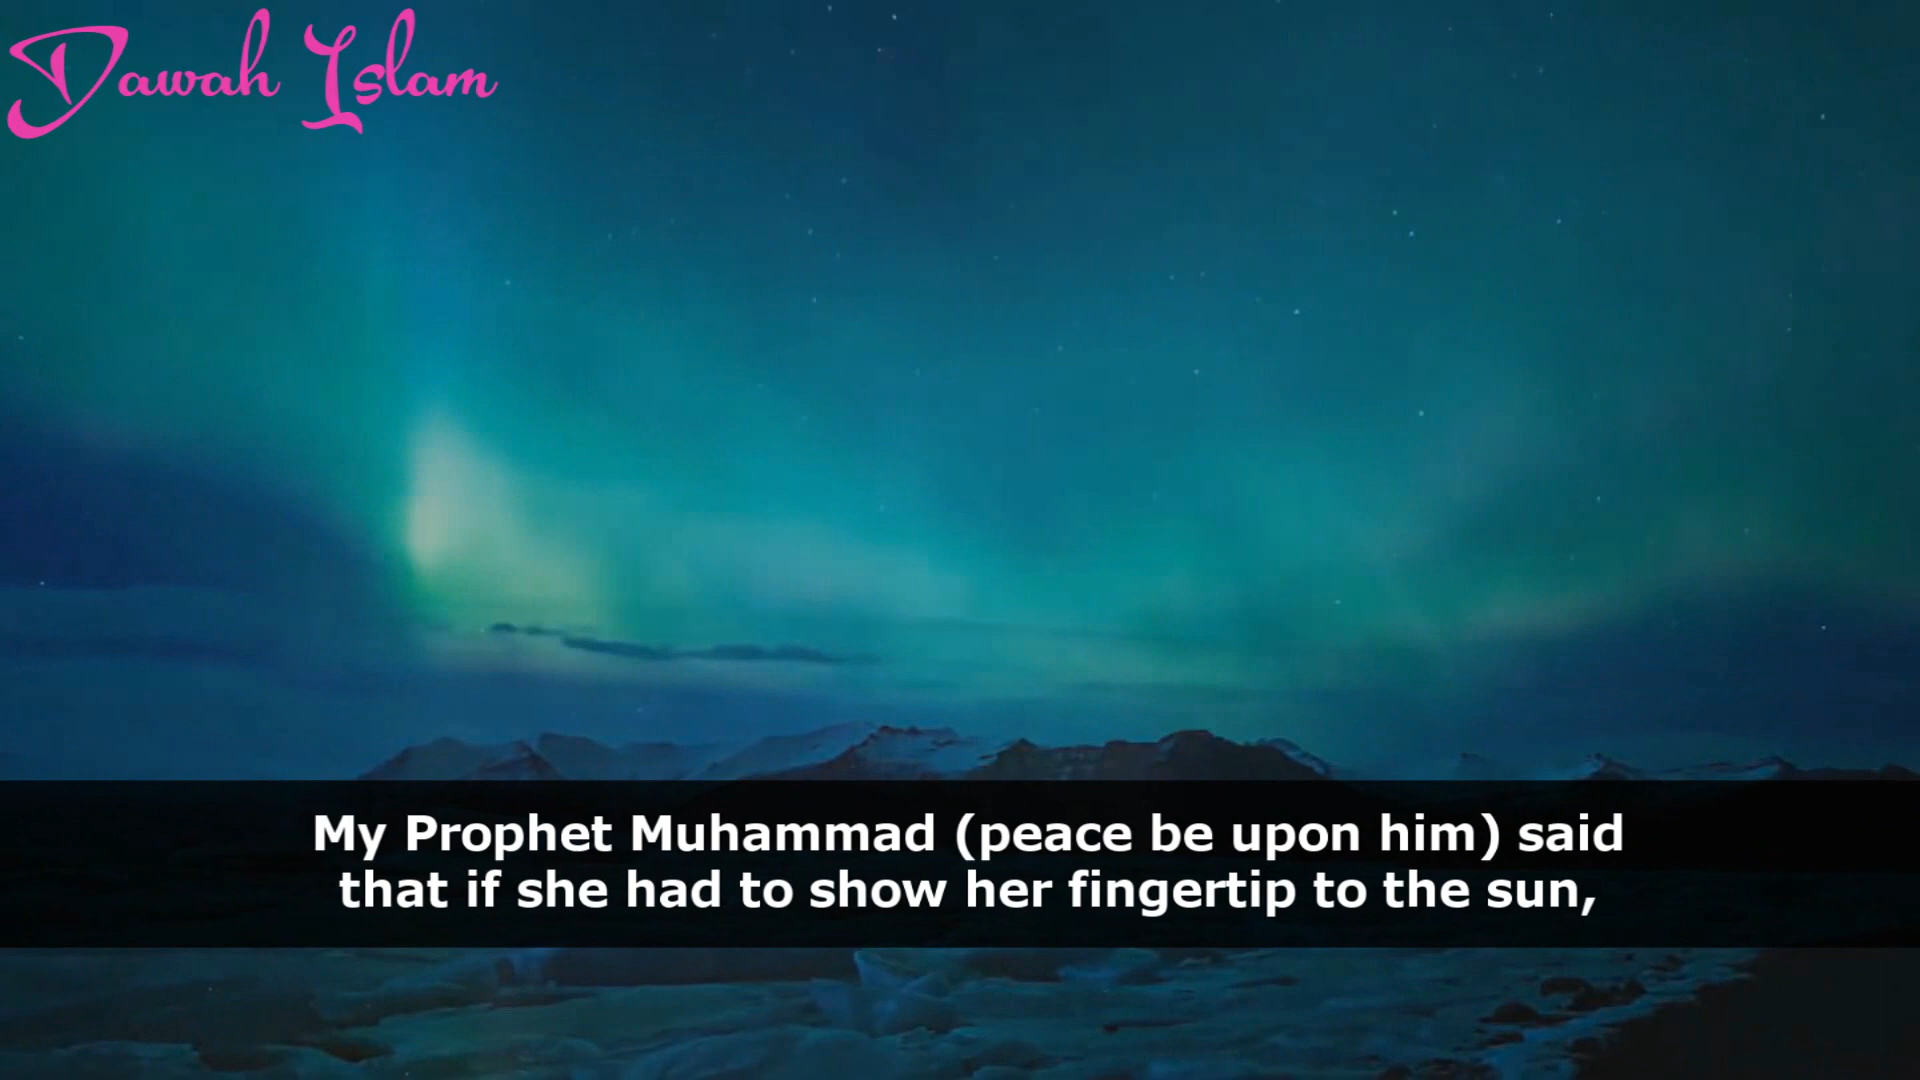 Dawah Islam
My Prophet Muhammad (peace be upon him) said
that if she had to show her fingertip to the sun,